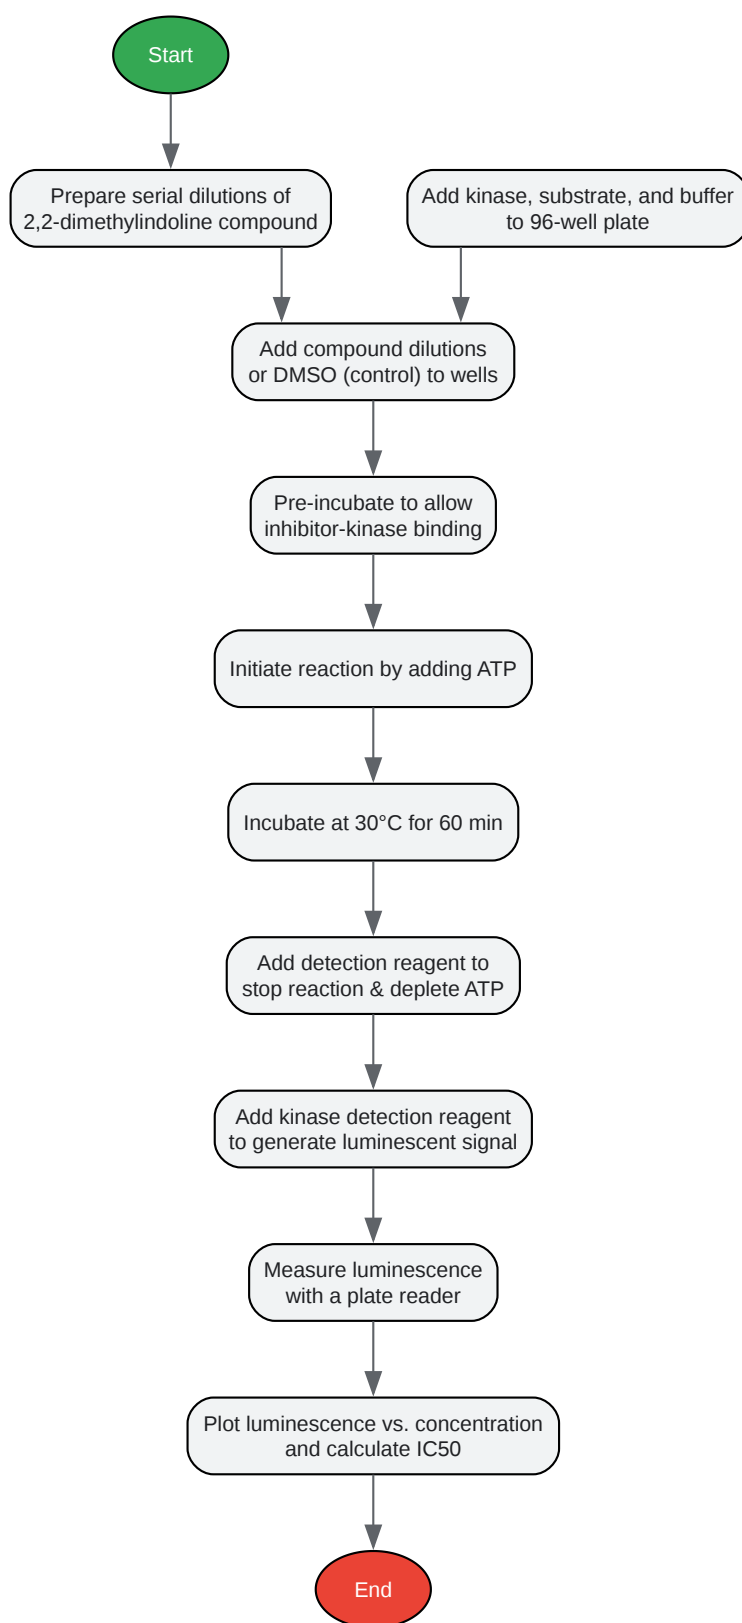 Start
Prepare serial dilutions of
2,2-dimethylindoline compound
Add kinase, substrate, and buffer
to 96-well plate
Add compound dilutions
or DMSO (control) to wells
Pre-incubate to allow
inhibitor-kinase binding
Initiate reaction by adding ATP
Incubate at 30°C for 60 min
Add detection reagent to
stop reaction & deplete ATP
Add kinase detection reagent
to generate luminescent signal
Measure luminescence
with a plate reader
Plot luminescence vs. concentration
and calculate IC50
End